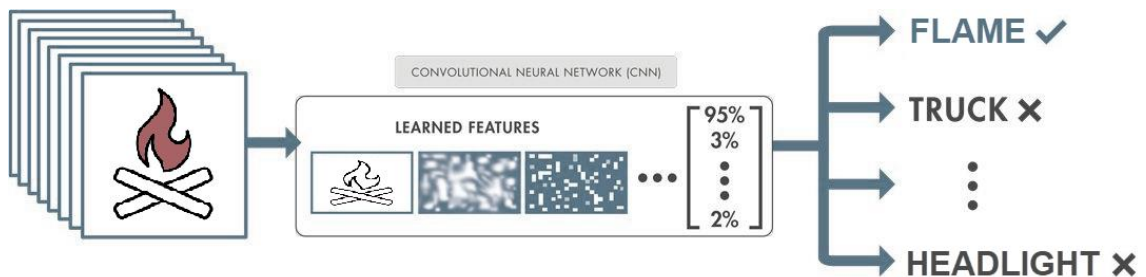 CONVOLUTIONAL NEURAL NETWORK (CNN)
LEARNED FEATURES
95%
3%
2%
FLAME
TRUCK
HEADLIGHT